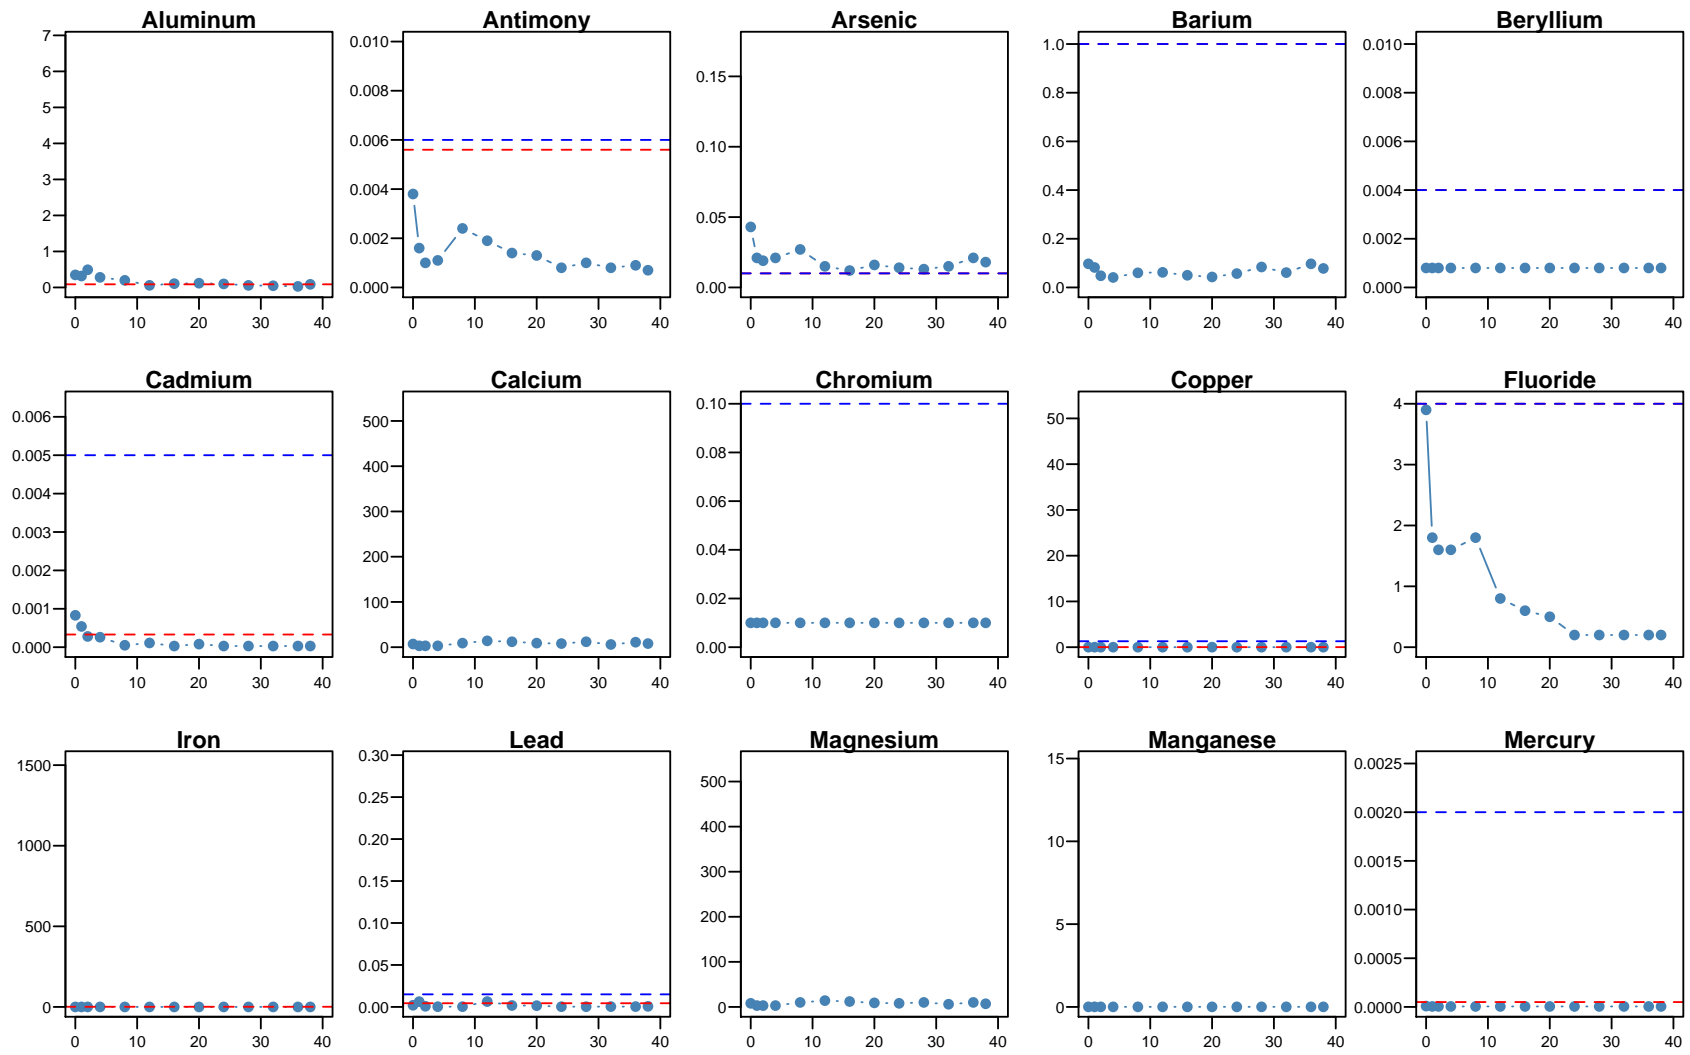 Aluminum
7
6
5
4
3
2
1
0
0 10 20 30 40
Antimony
0.010
0.008
0.006
0.004
0.002
0.000
0 10 20 30 40
Arsenic
0.15
0.10
0.05
0.00
0 10 20 30 40
Barium
1.0
0.8
0.6
0.4
0.2
0.0
0 10 20 30 40
Beryllium
0.010
0.008
0.006
0.004
0.002
0.000
0 10 20 30 40
Cadmium
0.006
0.005
0.004
0.003
0.002
0.001
0.000
0 10 20 30 40
Calcium
500
400
300
200
100
0
0 10 20 30 40
Chromium
0.10
0.08
0.06
0.04
0.02
0.00
0 10 20 30 40
Copper
50
40
30
20
10
0
0 10 20 30 40
Fluoride
4
3
2
1
0
0 10 20 30 40
Iron
1500
1000
500
0
0 10 20 30 40
Lead
0.30
0.25
0.20
0.15
0.10
0.05
0.00
0 10 20 30 40
Magnesium
500
400
300
200
100
0
0 10 20 30 40
Manganese
15
10
5
0
0 10 20 30 40
Mercury
0.0025
0.0020
0.0015
0.0010
0.0005
0.0000
0 10 20 30 40